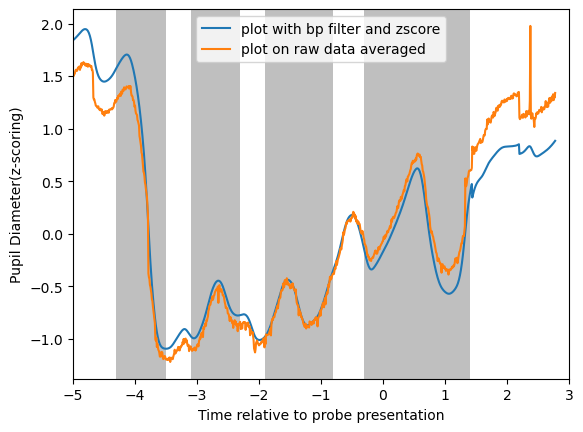 plot with bp filter and zscore
plot on raw data averaged
Pupil Diameter(z-scoring)
2.0
1.5
1.0
0.5
0.0
−0.5
−1.0
−5 −4 −3 −2 −1 0 1 2 3
Time relative to probe presentation